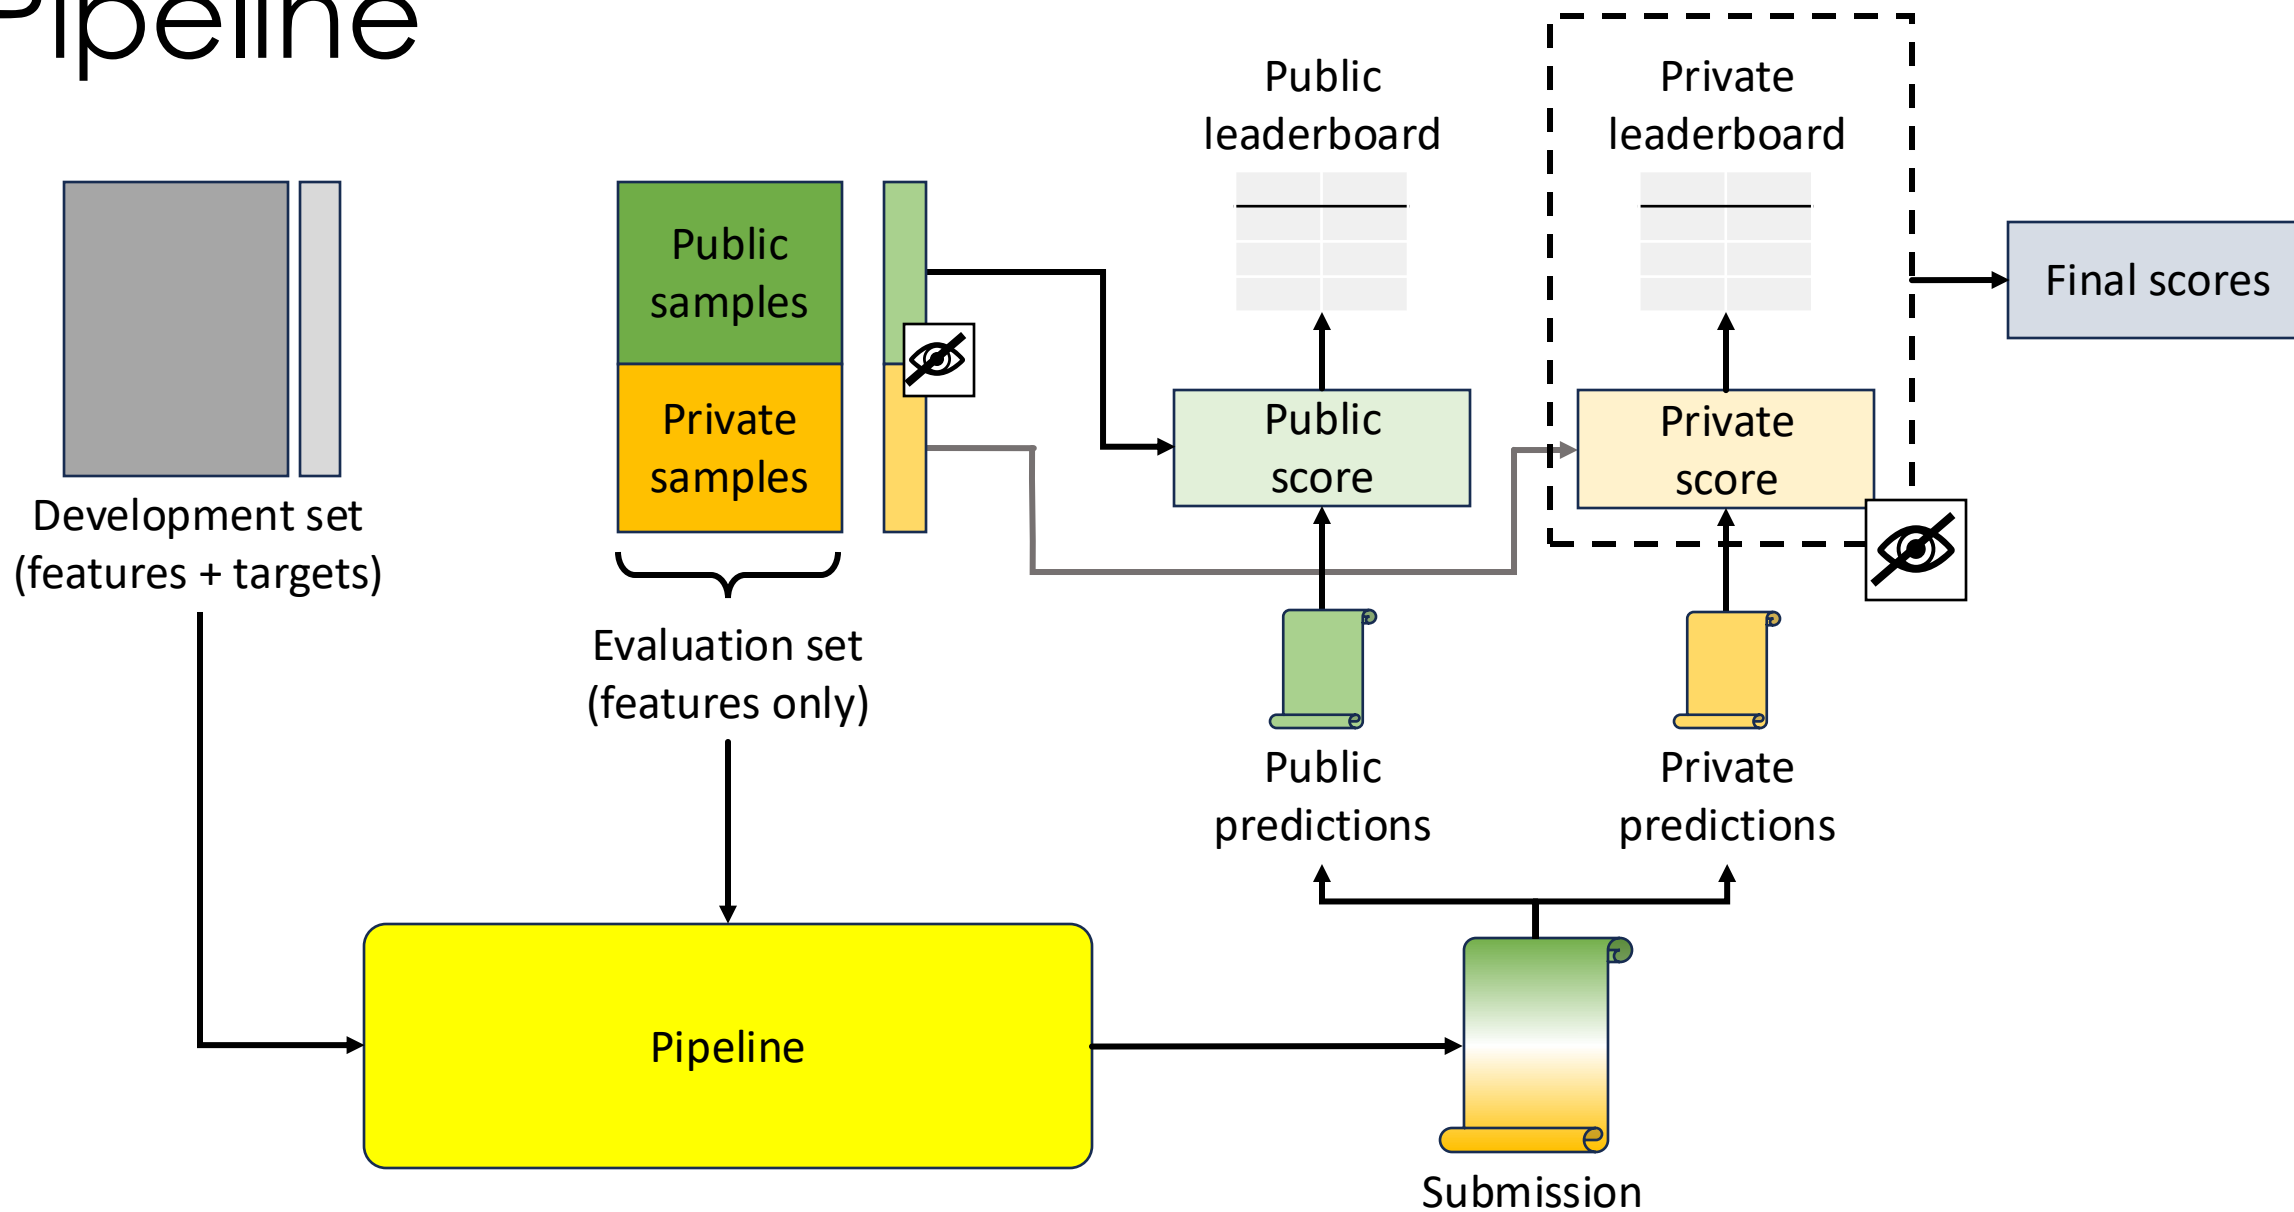 Pipeline
Public
leaderboard
Private
leaderboard
Public
samples
Private
samples
Final scores
Public
score
Private
score
Development set
(features + targets)
Evaluation set
(features only)
Public
predictions
Private
predictions
Pipeline
Submission